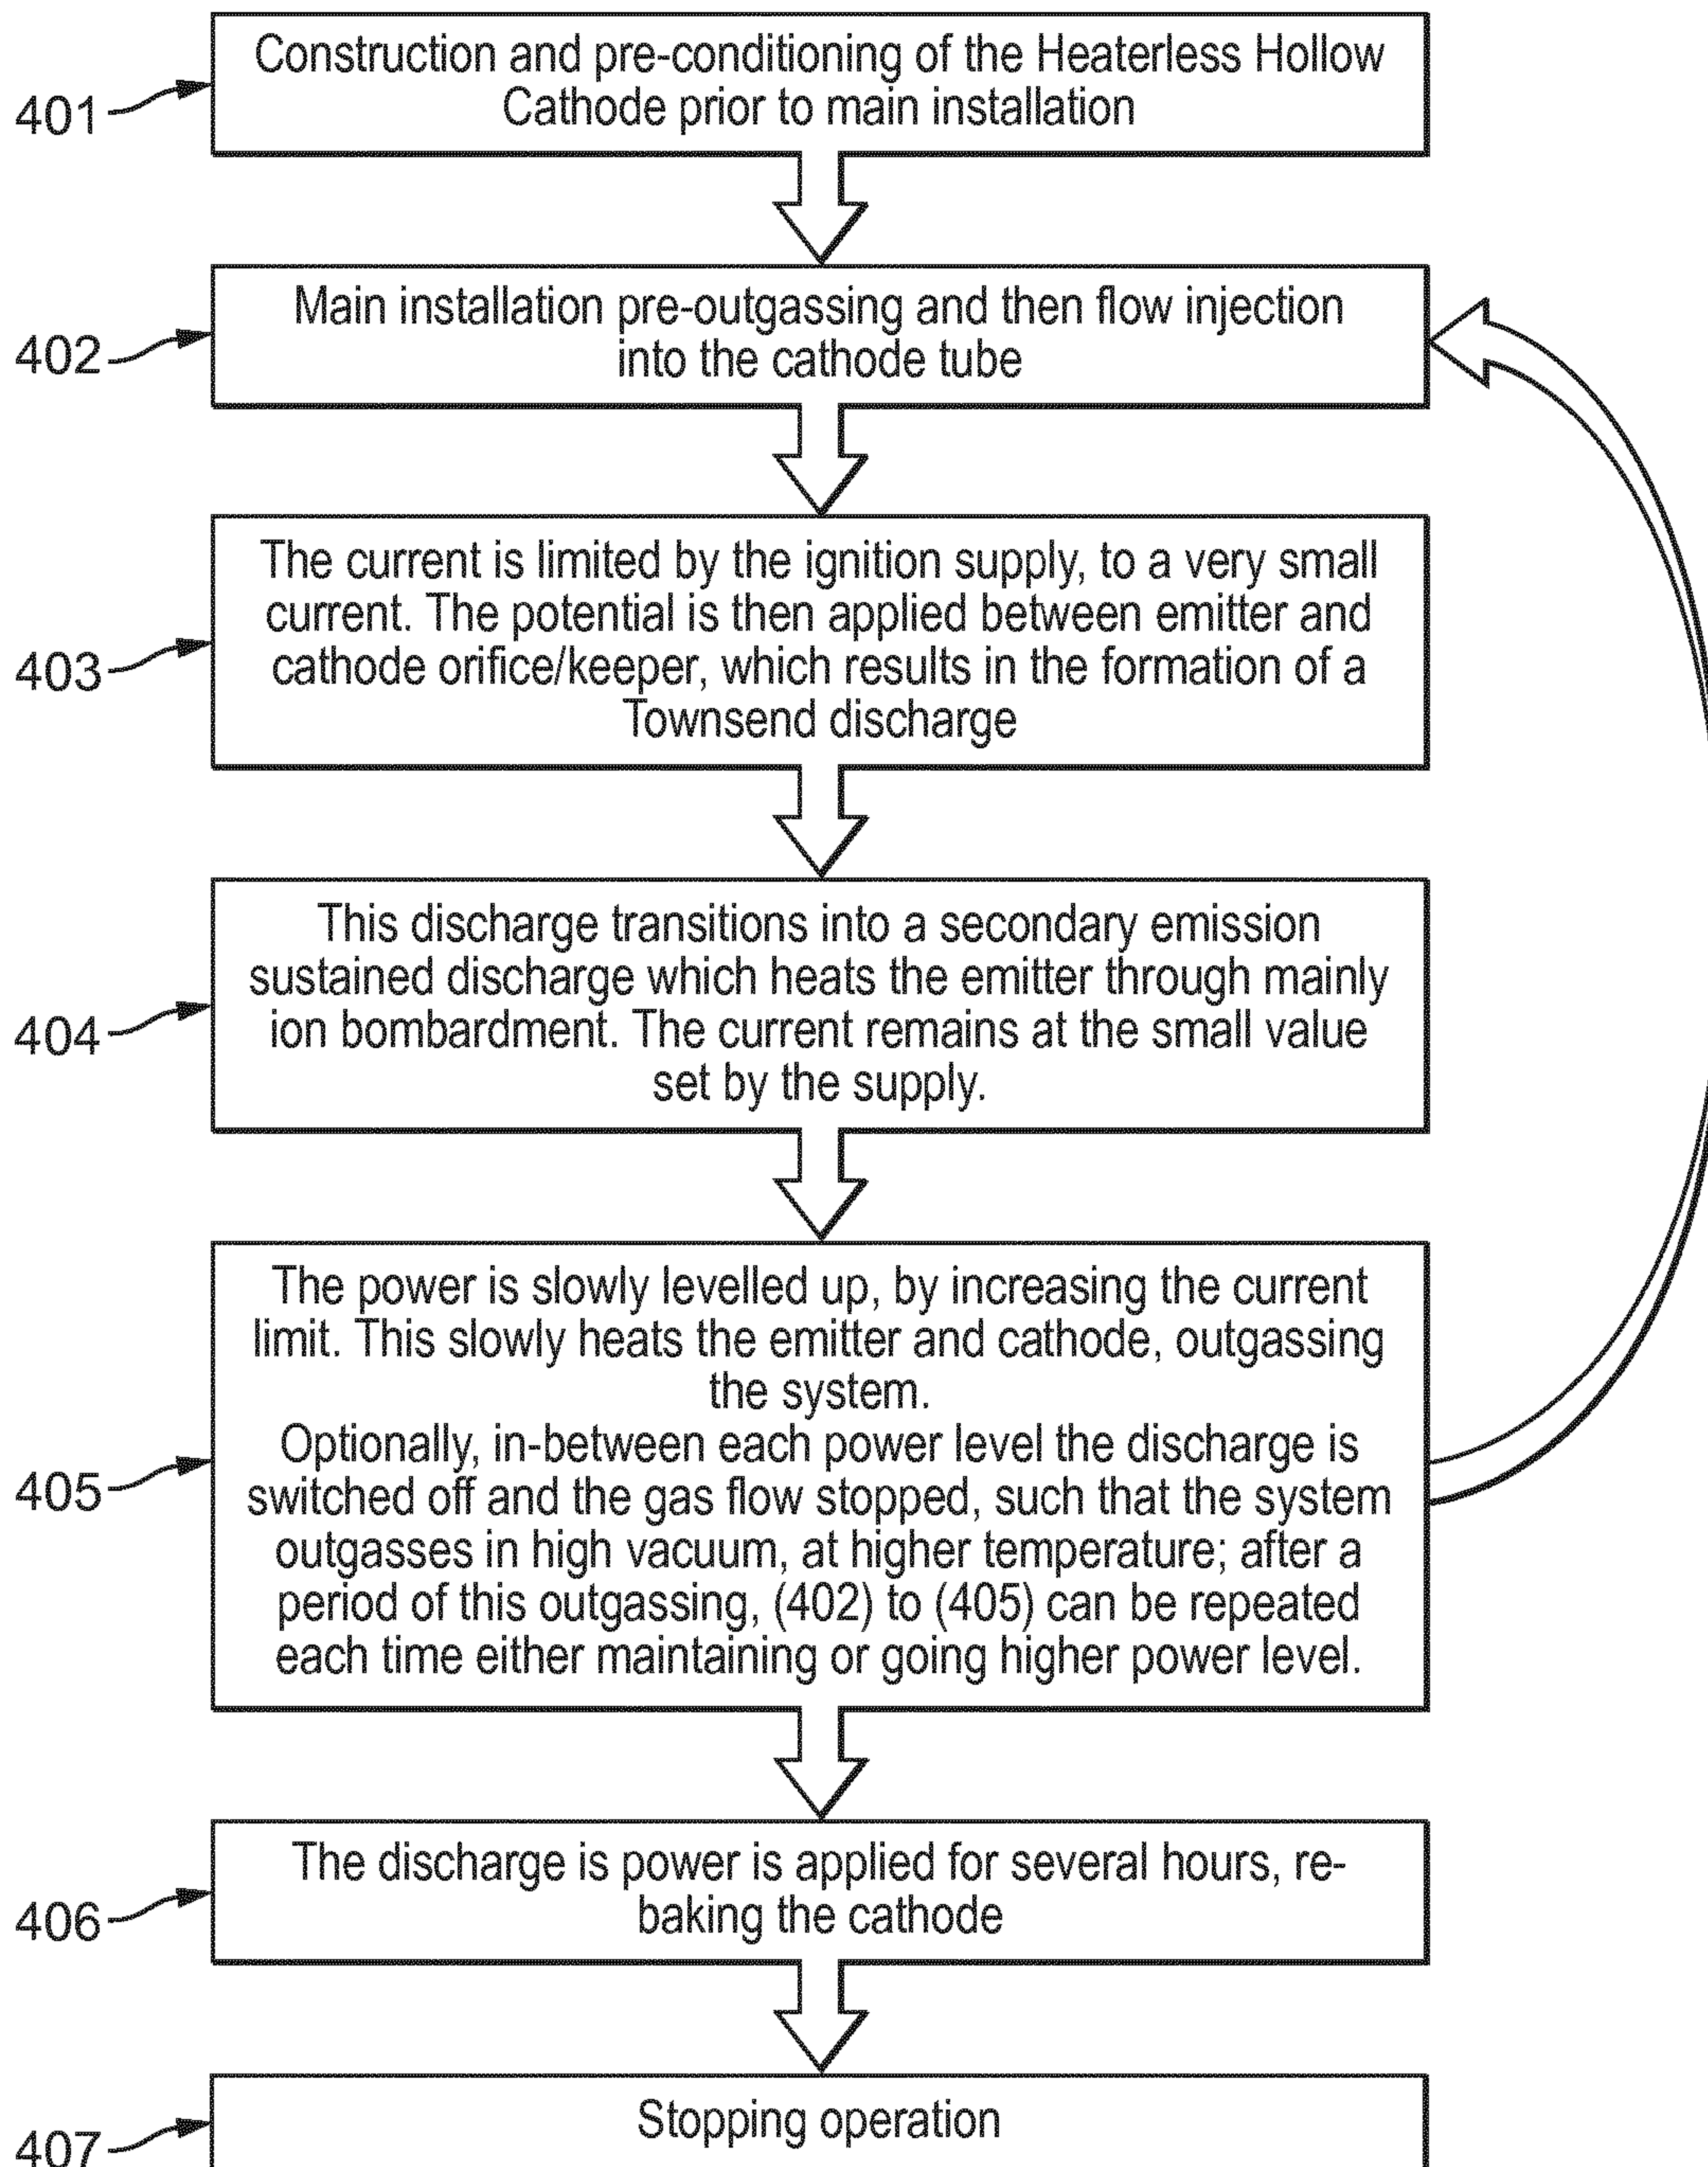 Construction and pre-conditioning of the Heaterless Hollow
Cathode prior to main installation
401
Main installation pre-outgassing and then flow injection
into the cathode tube
402
The current is limited by the ignition supply, to a very small
current. The potential is then applied between emitter and
cathode orifice/keeper, which results in the formation of a
Townsend discharge
403
This discharge transitions into a secondary emission
sustained discharge which heats the emitter through mainly
ion bombardment. The current remains at the small value
set by the supply.
404
The power is slowly levelled up, by increasing the current
limit. This slowly heats the emitter and cathode, outgassing
the system.
Optionally, in-between each power level the discharge is
switched off and the gas flow stopped, such that the system
outgasses in high vacuum, at higher temperature; after a
period of this outgassing, (402) to (405) can be repeated
each time either maintaining or going higher power level.
405
The discharge is power is applied for several hours, re-
baking the cathode
406
Stopping operation
407